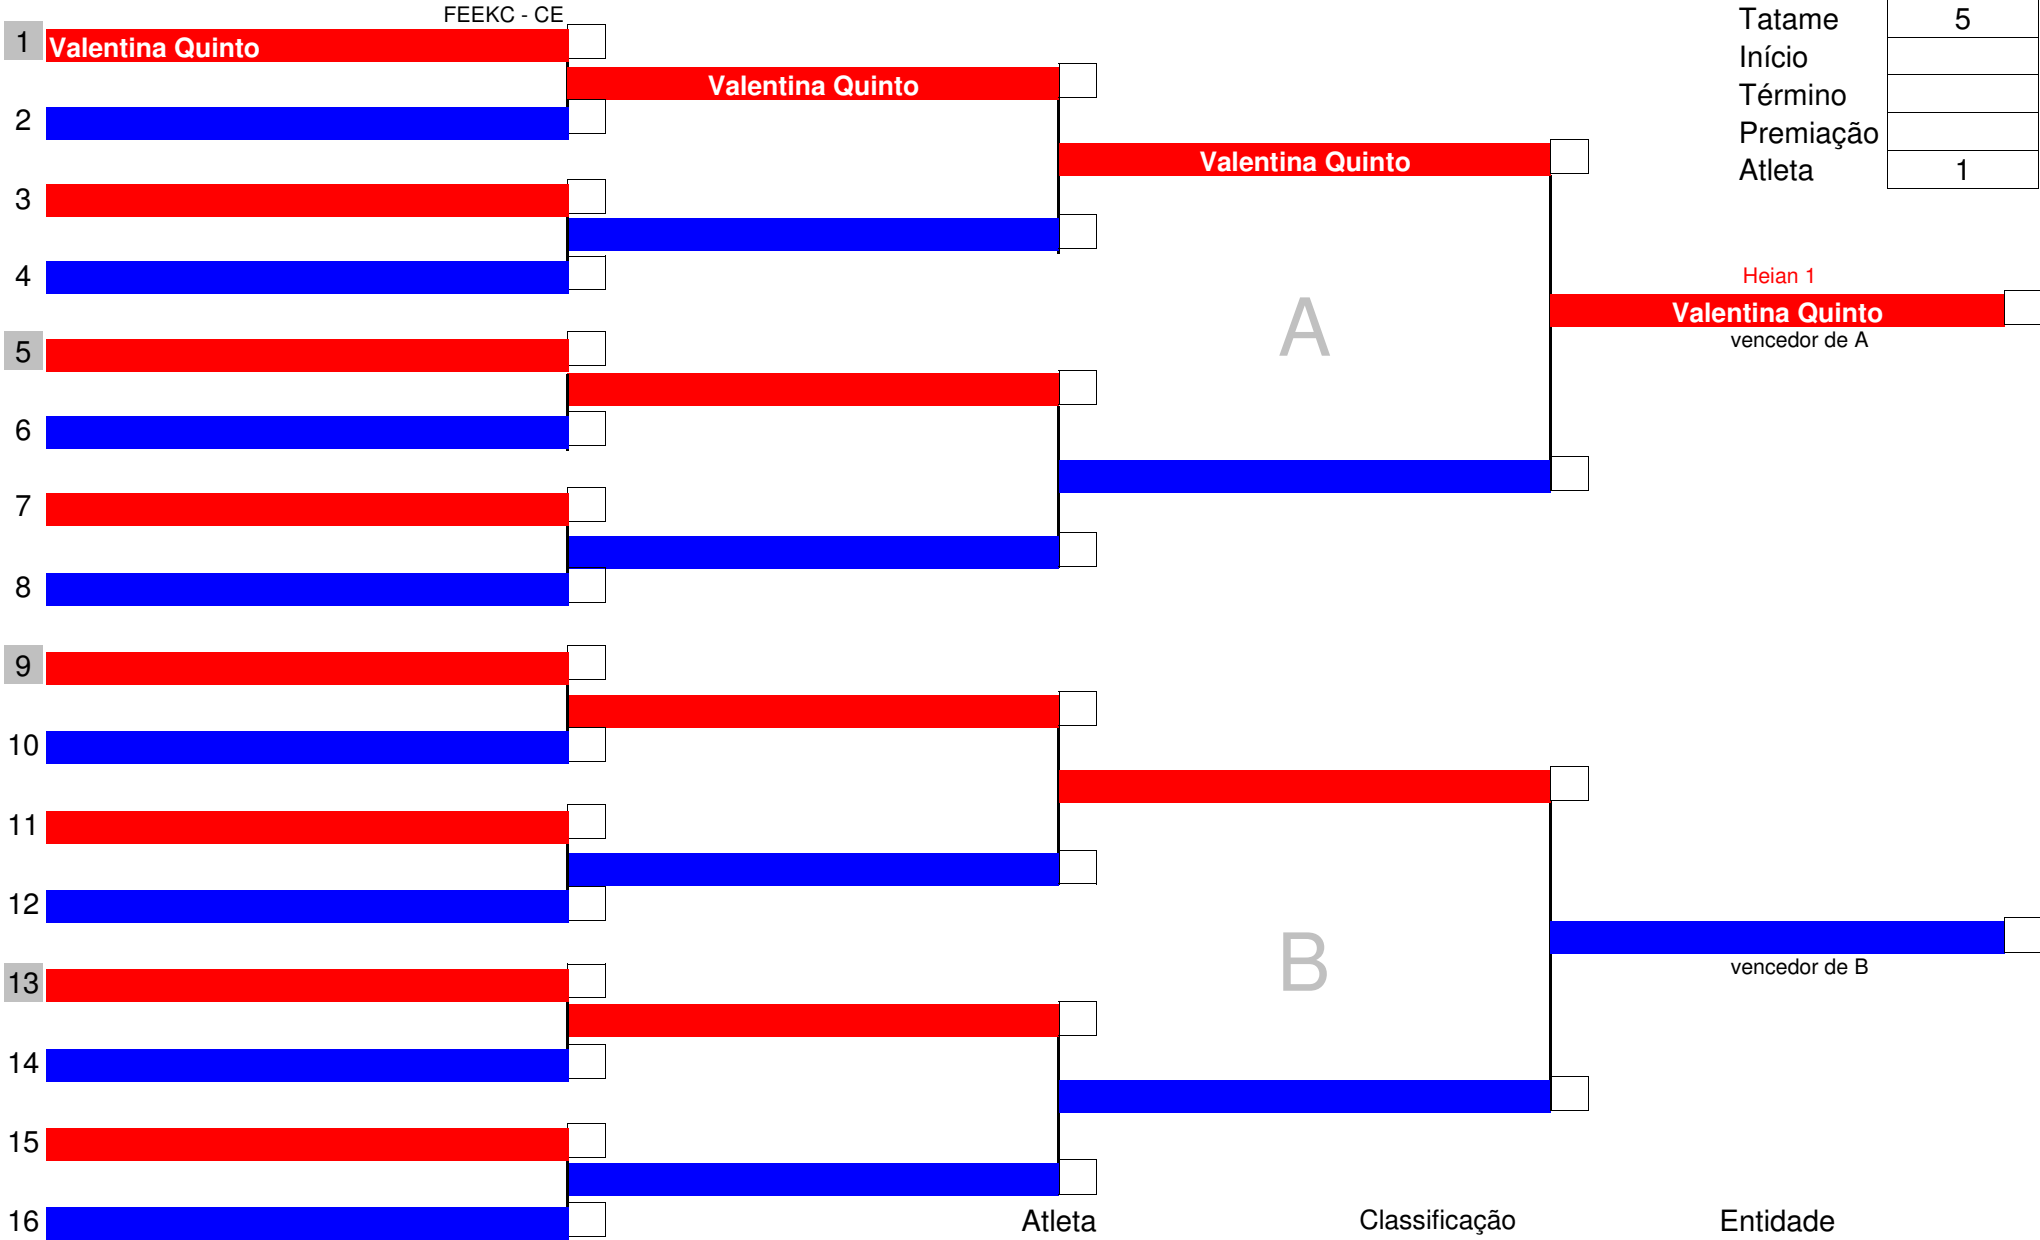 FEEKC - CE
Tatame 5
1 Valentina Quinto
Início
Valentina Quinto
Término
2
Premiação
Valentina Quinto
Atleta 1
3
4
Heian 1
A
Valentina Quinto
vencedor de A
5
6
7
8
9
10
11
12
B
vencedor de B
13
14
15
16
Atleta Classificação Entidade